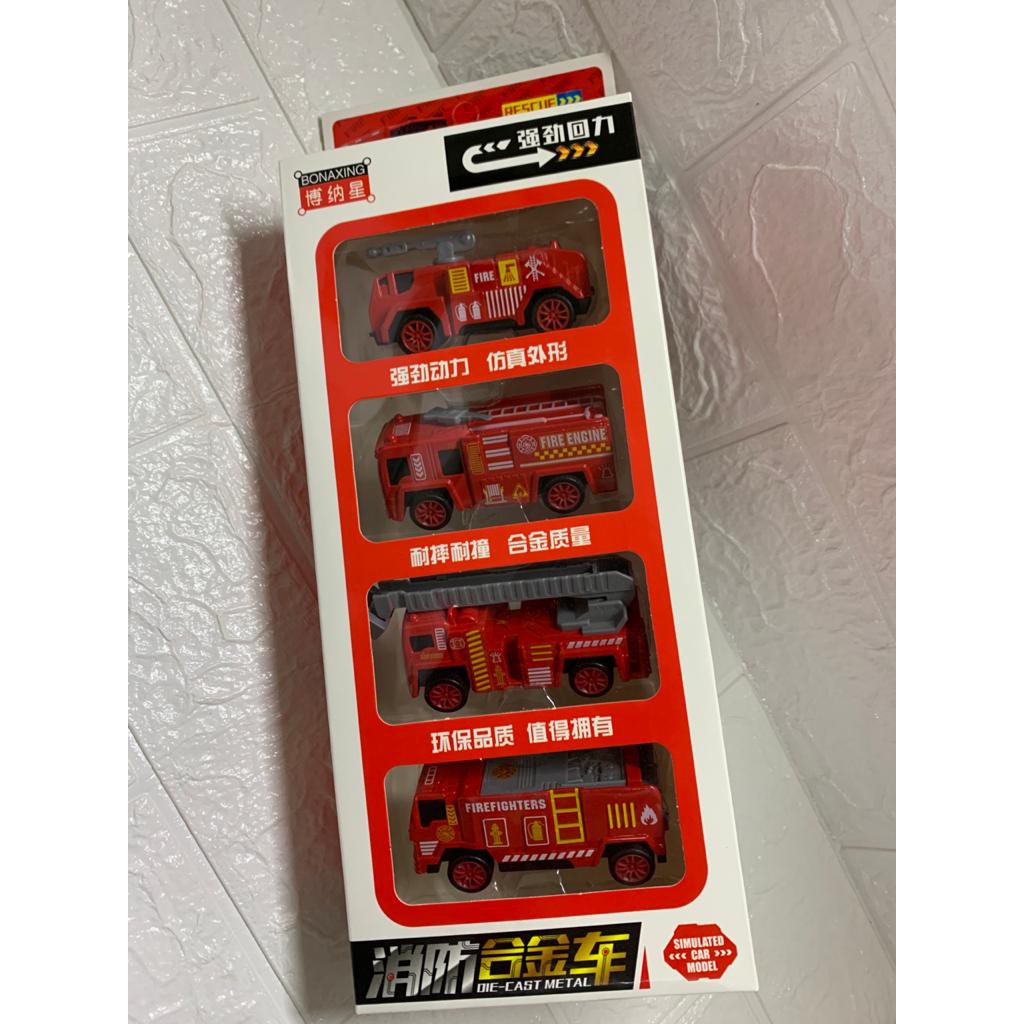 RESCUE
强劲回力
BONAXING
博纳星
FIRE
强劲动力 仿真外形
FIRE ENGINE
耐摔耐撞 合金质量
环保品质 值得拥有
FIREFIGHTERS
消防合金车
DIE-CAST METAL
SIMULATED
CAR
MODEL